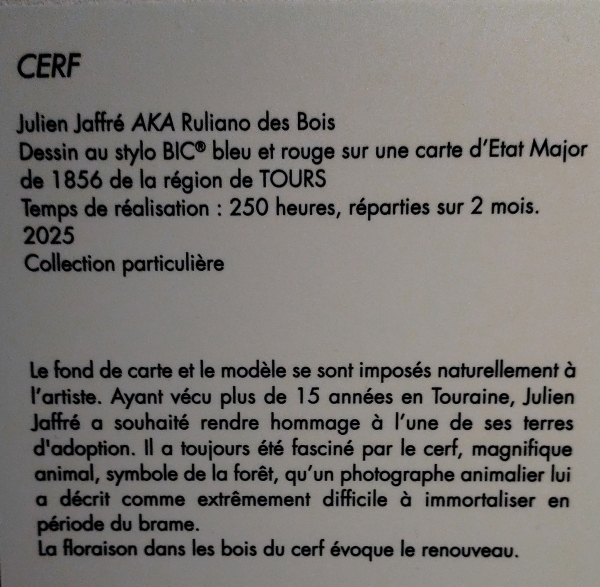 CERF
Julien Jaffré AKA Ruliano des Bois
Dessin au stylo BIC® bleu et rouge sur une carte d'Etat Major
de 1856 de la région de TOURS
Temps de réalisation : 250 heures, réparties sur 2 mois.
2025
Collection particulière
Le fond de carte et le modèle se sont imposés naturellement à
l'artiste. Ayant vécu plus de 15 années en Touraine, Julien
Jaffré a souhaité rendre hommage à l'une de ses terres
d'adoption. Il a toujours été fasciné par le cerf, magnifique
animal, symbole de la forêt, qu'un photographe animalier lui
a décrit comme extrêmement difficile à immortaliser en
période du brame.
La floraison dans les bois du cerf évoque le renouveau.